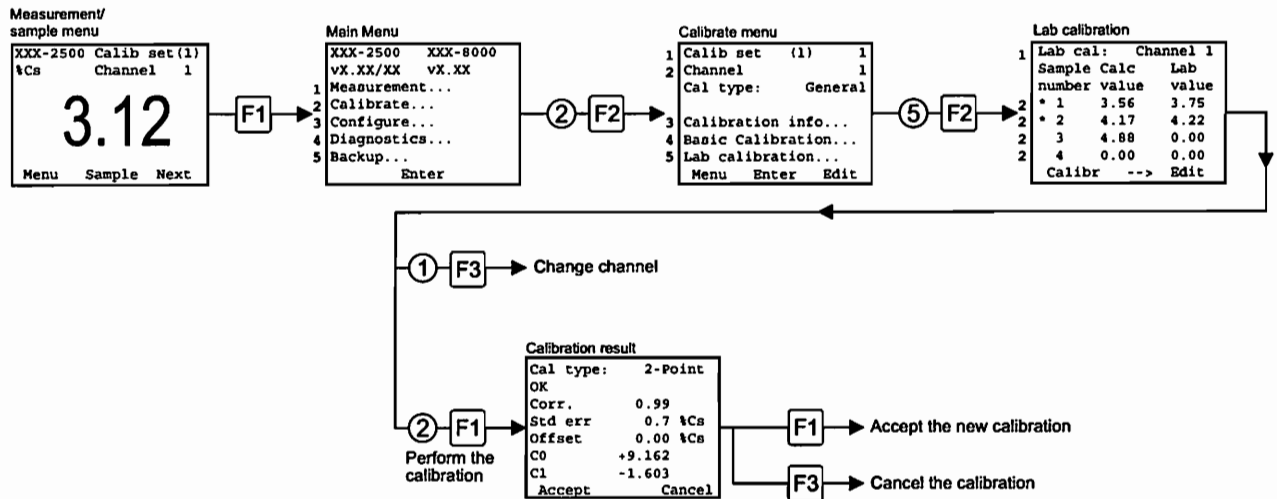 Measurement/
sample menu
XXX-2500 Calib set(1)
%Cs Channel 1
3.12
Menu Sample Next
F1
Main Menu
XXX-2500 XXX-8000
vX.XX/XX vX.XX
1 Measurement...
2 Calibrate...
3 Configure...
4 Diagnostics...
5 Backup...
Enter
2 F2
Calibrate menu
1 Calib set (1) 1
2 Channel 1
Cal type: General
3 Calibration info...
4 Basic Calibration...
5 Lab calibration...
Menu Enter Edit
5 F2
Lab calibration
1 Lab cal: Channel 1
Sample Calc Lab
number value value
2 * 1 3.56 3.75
2 * 2 4.17 4.22
2 3 4.88 0.00
2 4 0.00 0.00
Calibr --> Edit
1 F3 Change channel
2 F1
Perform the
calibration
Calibration result
Cal type: 2-Point
OK
Corr. 0.99
Std err 0.7 %Cs
Offset 0.00 %Cs
C0 +9.162
C1 -1.603
Accept Cancel
F1 Accept the new calibration
F3 Cancel the calibration